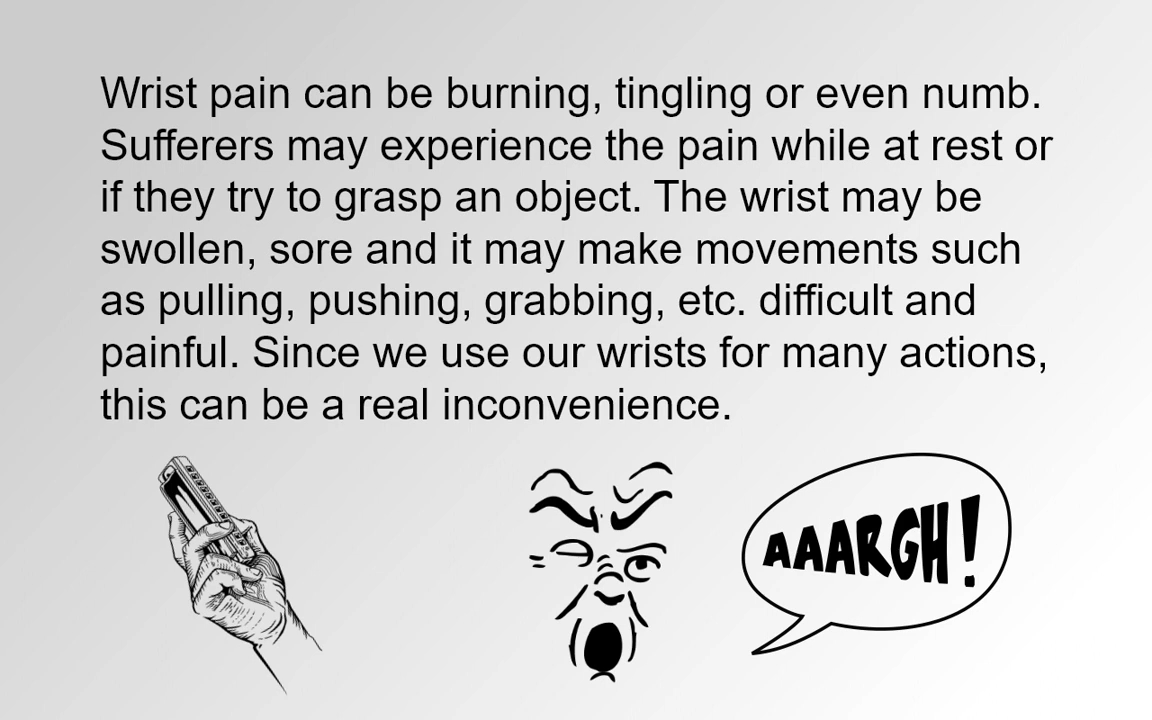 Wrist pain can be burning, tingling or even numb.
Sufferers may experience the pain while at rest or
if they try to grasp an object. The wrist may be
swollen, sore and it may make movements such
as pulling, pushing, grabbing, etc. difficult and
painful. Since we use our wrists for many actions,
this can be a real inconvenience.
AAARGH!